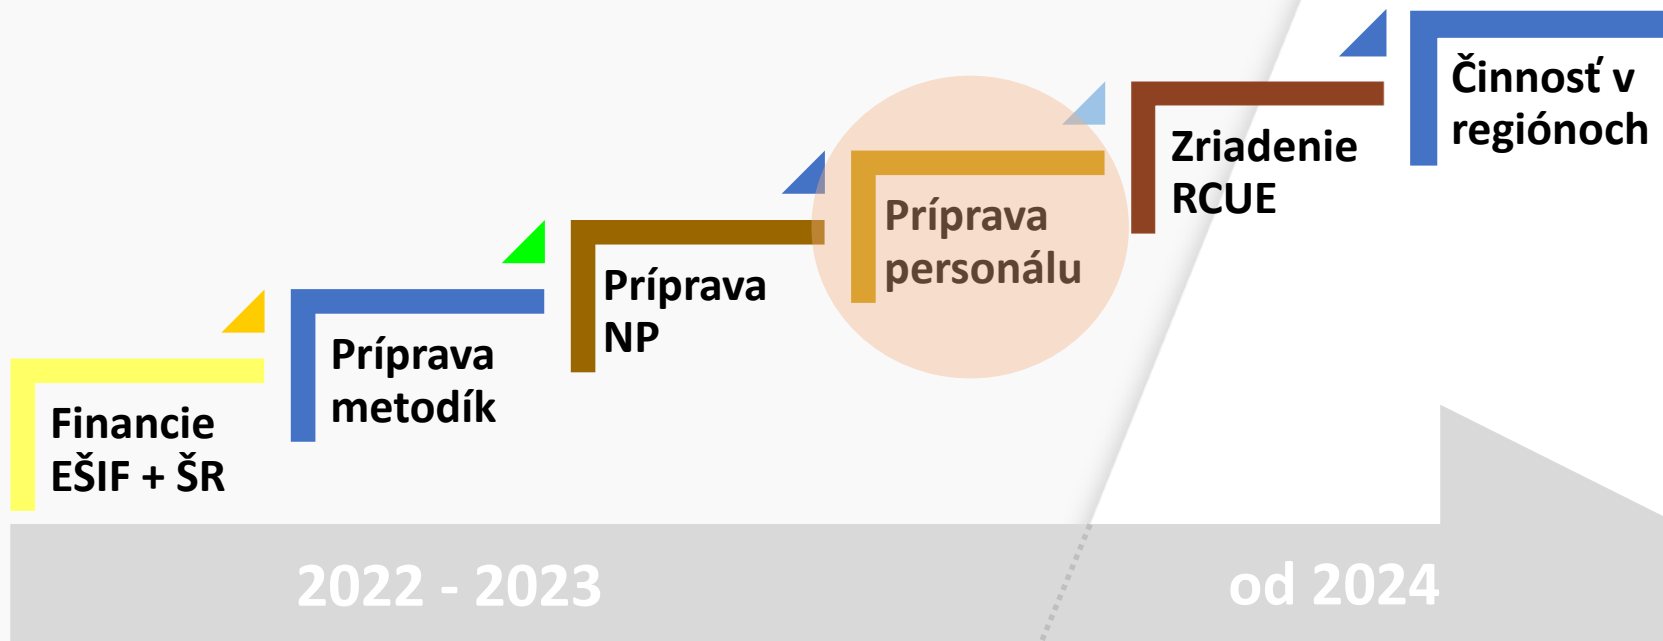 Financie
EŠIF + ŠR
Príprava
metodík
Príprava
NP
Príprava
personálu
Zriadenie
RCUE
Činnosť v
regiónoch
2022 - 2023
od 2024